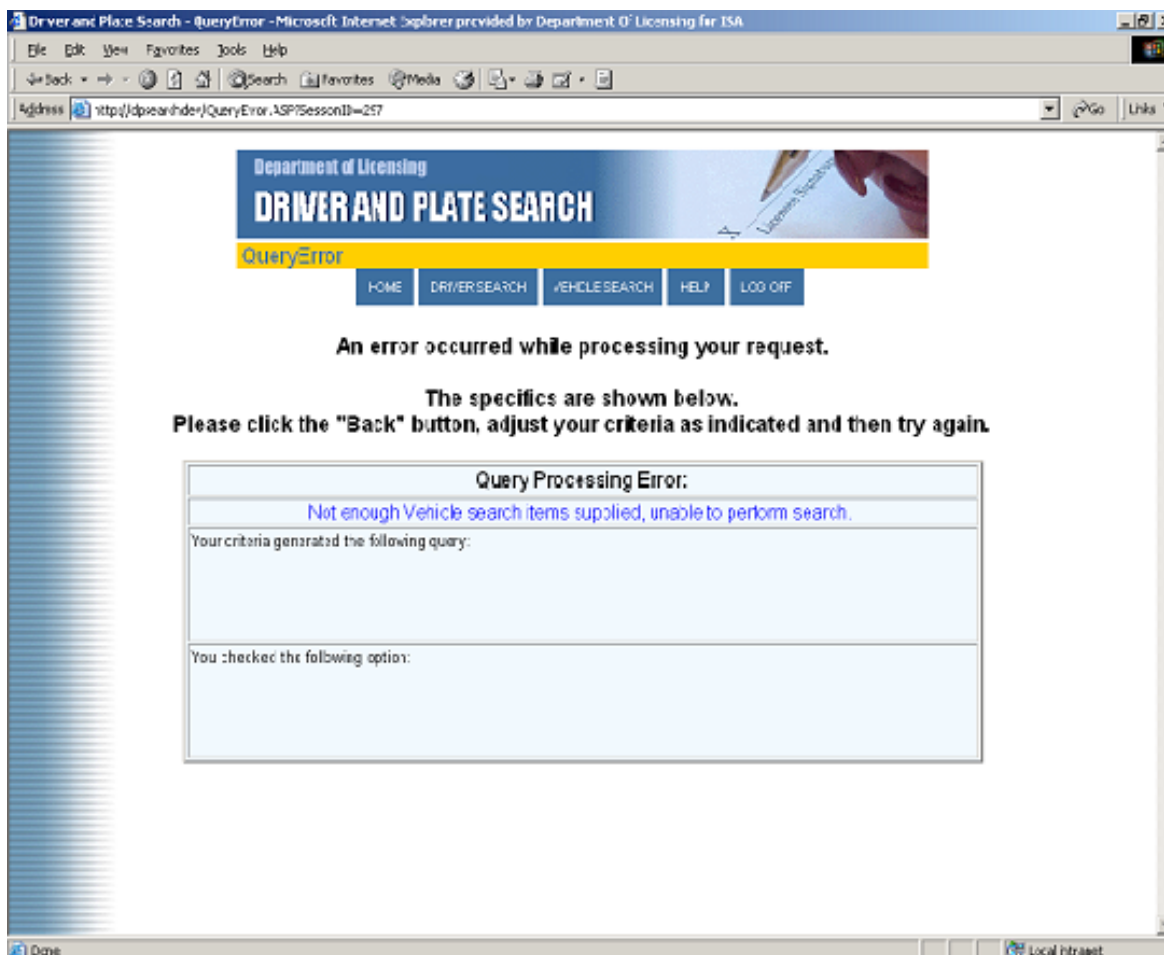 Driver and Plate Search - QueryError - Microsoft Internet Explorer provided by Department Of Licensing for ISA
File Edit View Favorites Tools Help
Back Search Favorites Media
Address http://dpsearchdev/QueryError.ASP?SessionID=257 Go Links
Department of Licensing
DRIVER AND PLATE SEARCH
X Licensee Signature
QueryError
HOME DRIVER SEARCH VEHICLE SEARCH HELP LOG OFF
An error occurred while processing your request.
The specifics are shown below.
Please click the "Back" button, adjust your criteria as indicated and then try again.
Query Processing Error:
Not enough Vehicle search items supplied, unable to perform search.
Your criteria generated the following query:
You checked the following option:
Done Local intranet